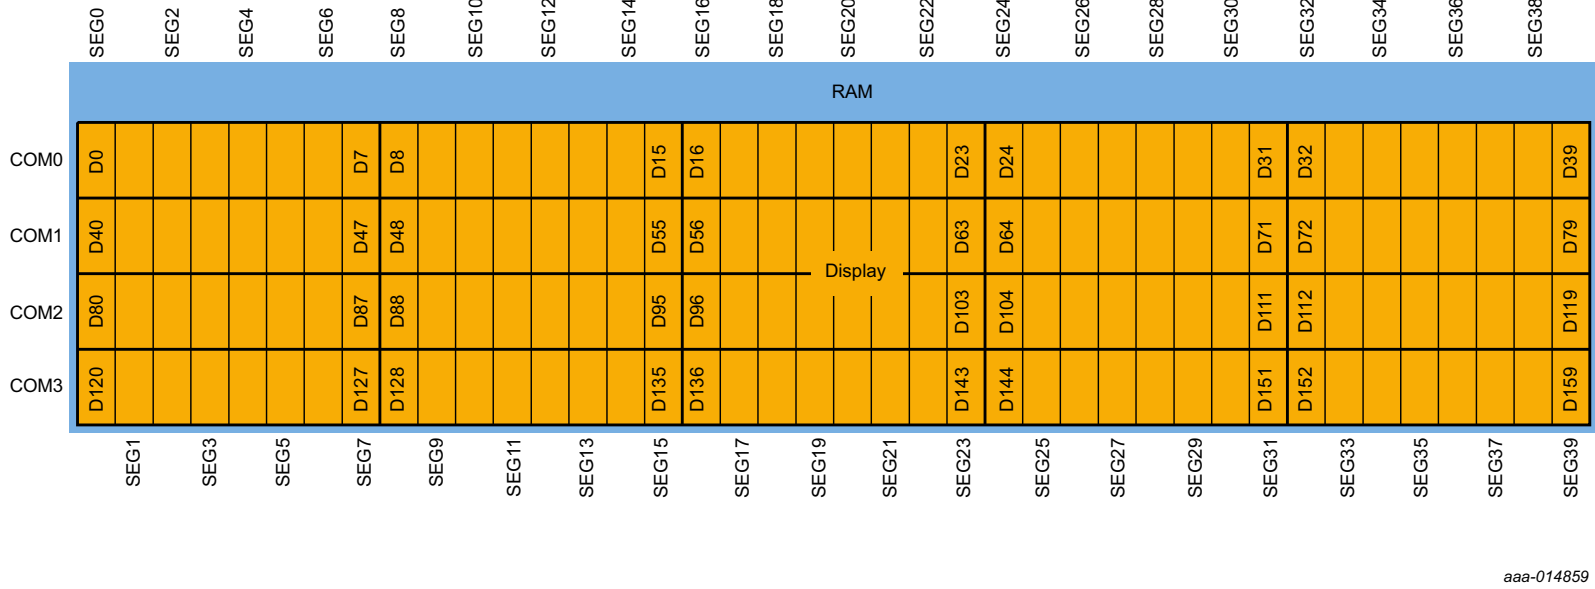 SEG0 SEG2 SEG4 SEG6 SEG8 SEG10 SEG12 SEG14 SEG16 SEG18 SEG20 SEG22 SEG24 SEG26 SEG28 SEG30 SEG32 SEG34 SEG36 SEG38
RAM
COM0 D0 D7 D8 D15 D16 D23 D24 D31 D32 D39
COM1 D40 D47 D48 D55 D56 D63 D64 D71 D72 D79
Display
COM2 D80 D87 D88 D95 D96 D103 D104 D111 D112 D119
COM3 D120 D127 D128 D135 D136 D143 D144 D151 D152 D159
SEG1 SEG3 SEG5 SEG7 SEG9 SEG11 SEG13 SEG15 SEG17 SEG19 SEG21 SEG23 SEG25 SEG27 SEG29 SEG31 SEG33 SEG35 SEG37 SEG39
aaa-014859